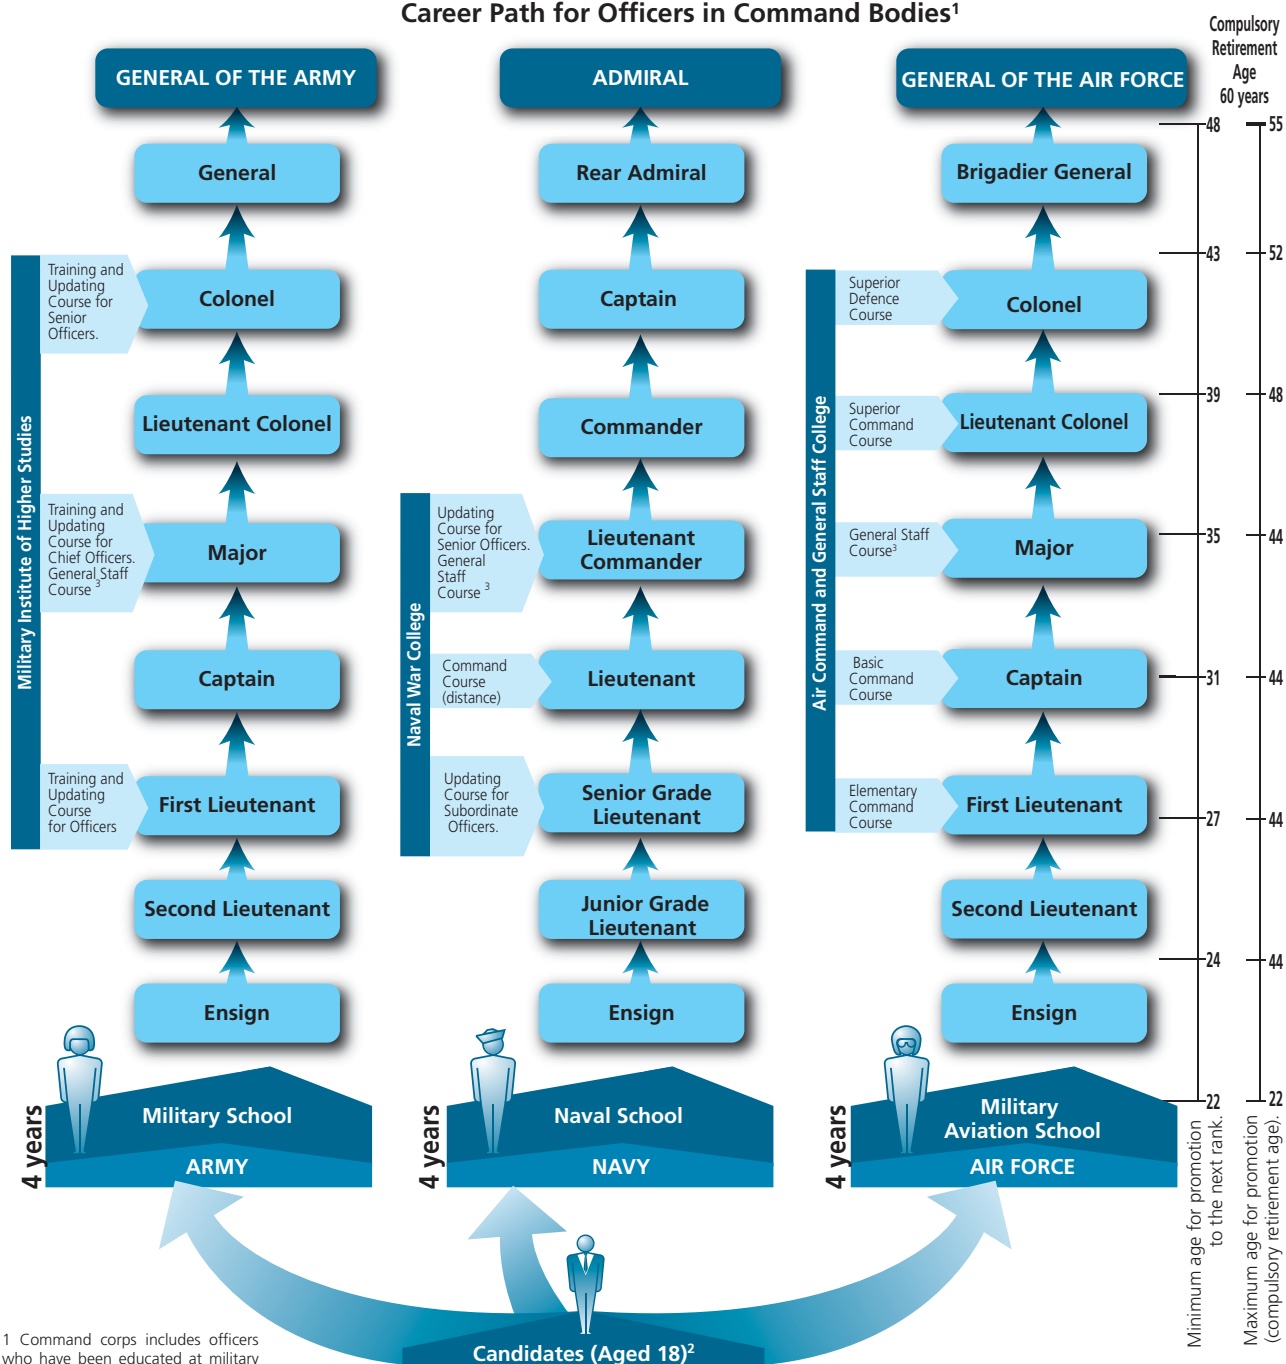 Career Path for Officers in Command Bodies¹
Compulsory
Retirement
Age
60 years
GENERAL OF THE ARMY
General
Colonel
Lieutenant Colonel
Major
Captain
First Lieutenant
Second Lieutenant
Ensign
Military Institute of Higher Studies
Training and
Updating
Course for
Senior
Officers.
Training and
Updating
Course for
Chief Officers.
General Staff
Course ³
Training and
Updating
Course
for Officers
4 years
Military School
ARMY
ADMIRAL
Rear Admiral
Captain
Commander
Lieutenant
Commander
Lieutenant
Senior Grade
Lieutenant
Junior Grade
Lieutenant
Ensign
Naval War College
Updating
Course for
Senior Officers.
General
Staff
Course ³
Command
Course
(distance)
Updating
Course for
Subordinate
Officers.
4 years
Naval School
NAVY
GENERAL OF THE AIR FORCE
Brigadier General
Colonel
Lieutenant Colonel
Major
Captain
First Lieutenant
Second Lieutenant
Ensign
Air Command and General Staff College
Superior
Defence
Course
Superior
Command
Course
General Staff
Course³
Basic
Command
Course
Elementary
Command
Course
4 years
Military
Aviation School
AIR FORCE
48
43
39
35
31
27
24
22
Minimum age for promotion
to the next rank.
55
52
48
44
44
44
44
22
Maximum age for promotion
(compulsory retirement age).
Candidates (Aged 18)²
1 Command corps includes officers
who have been educated at military